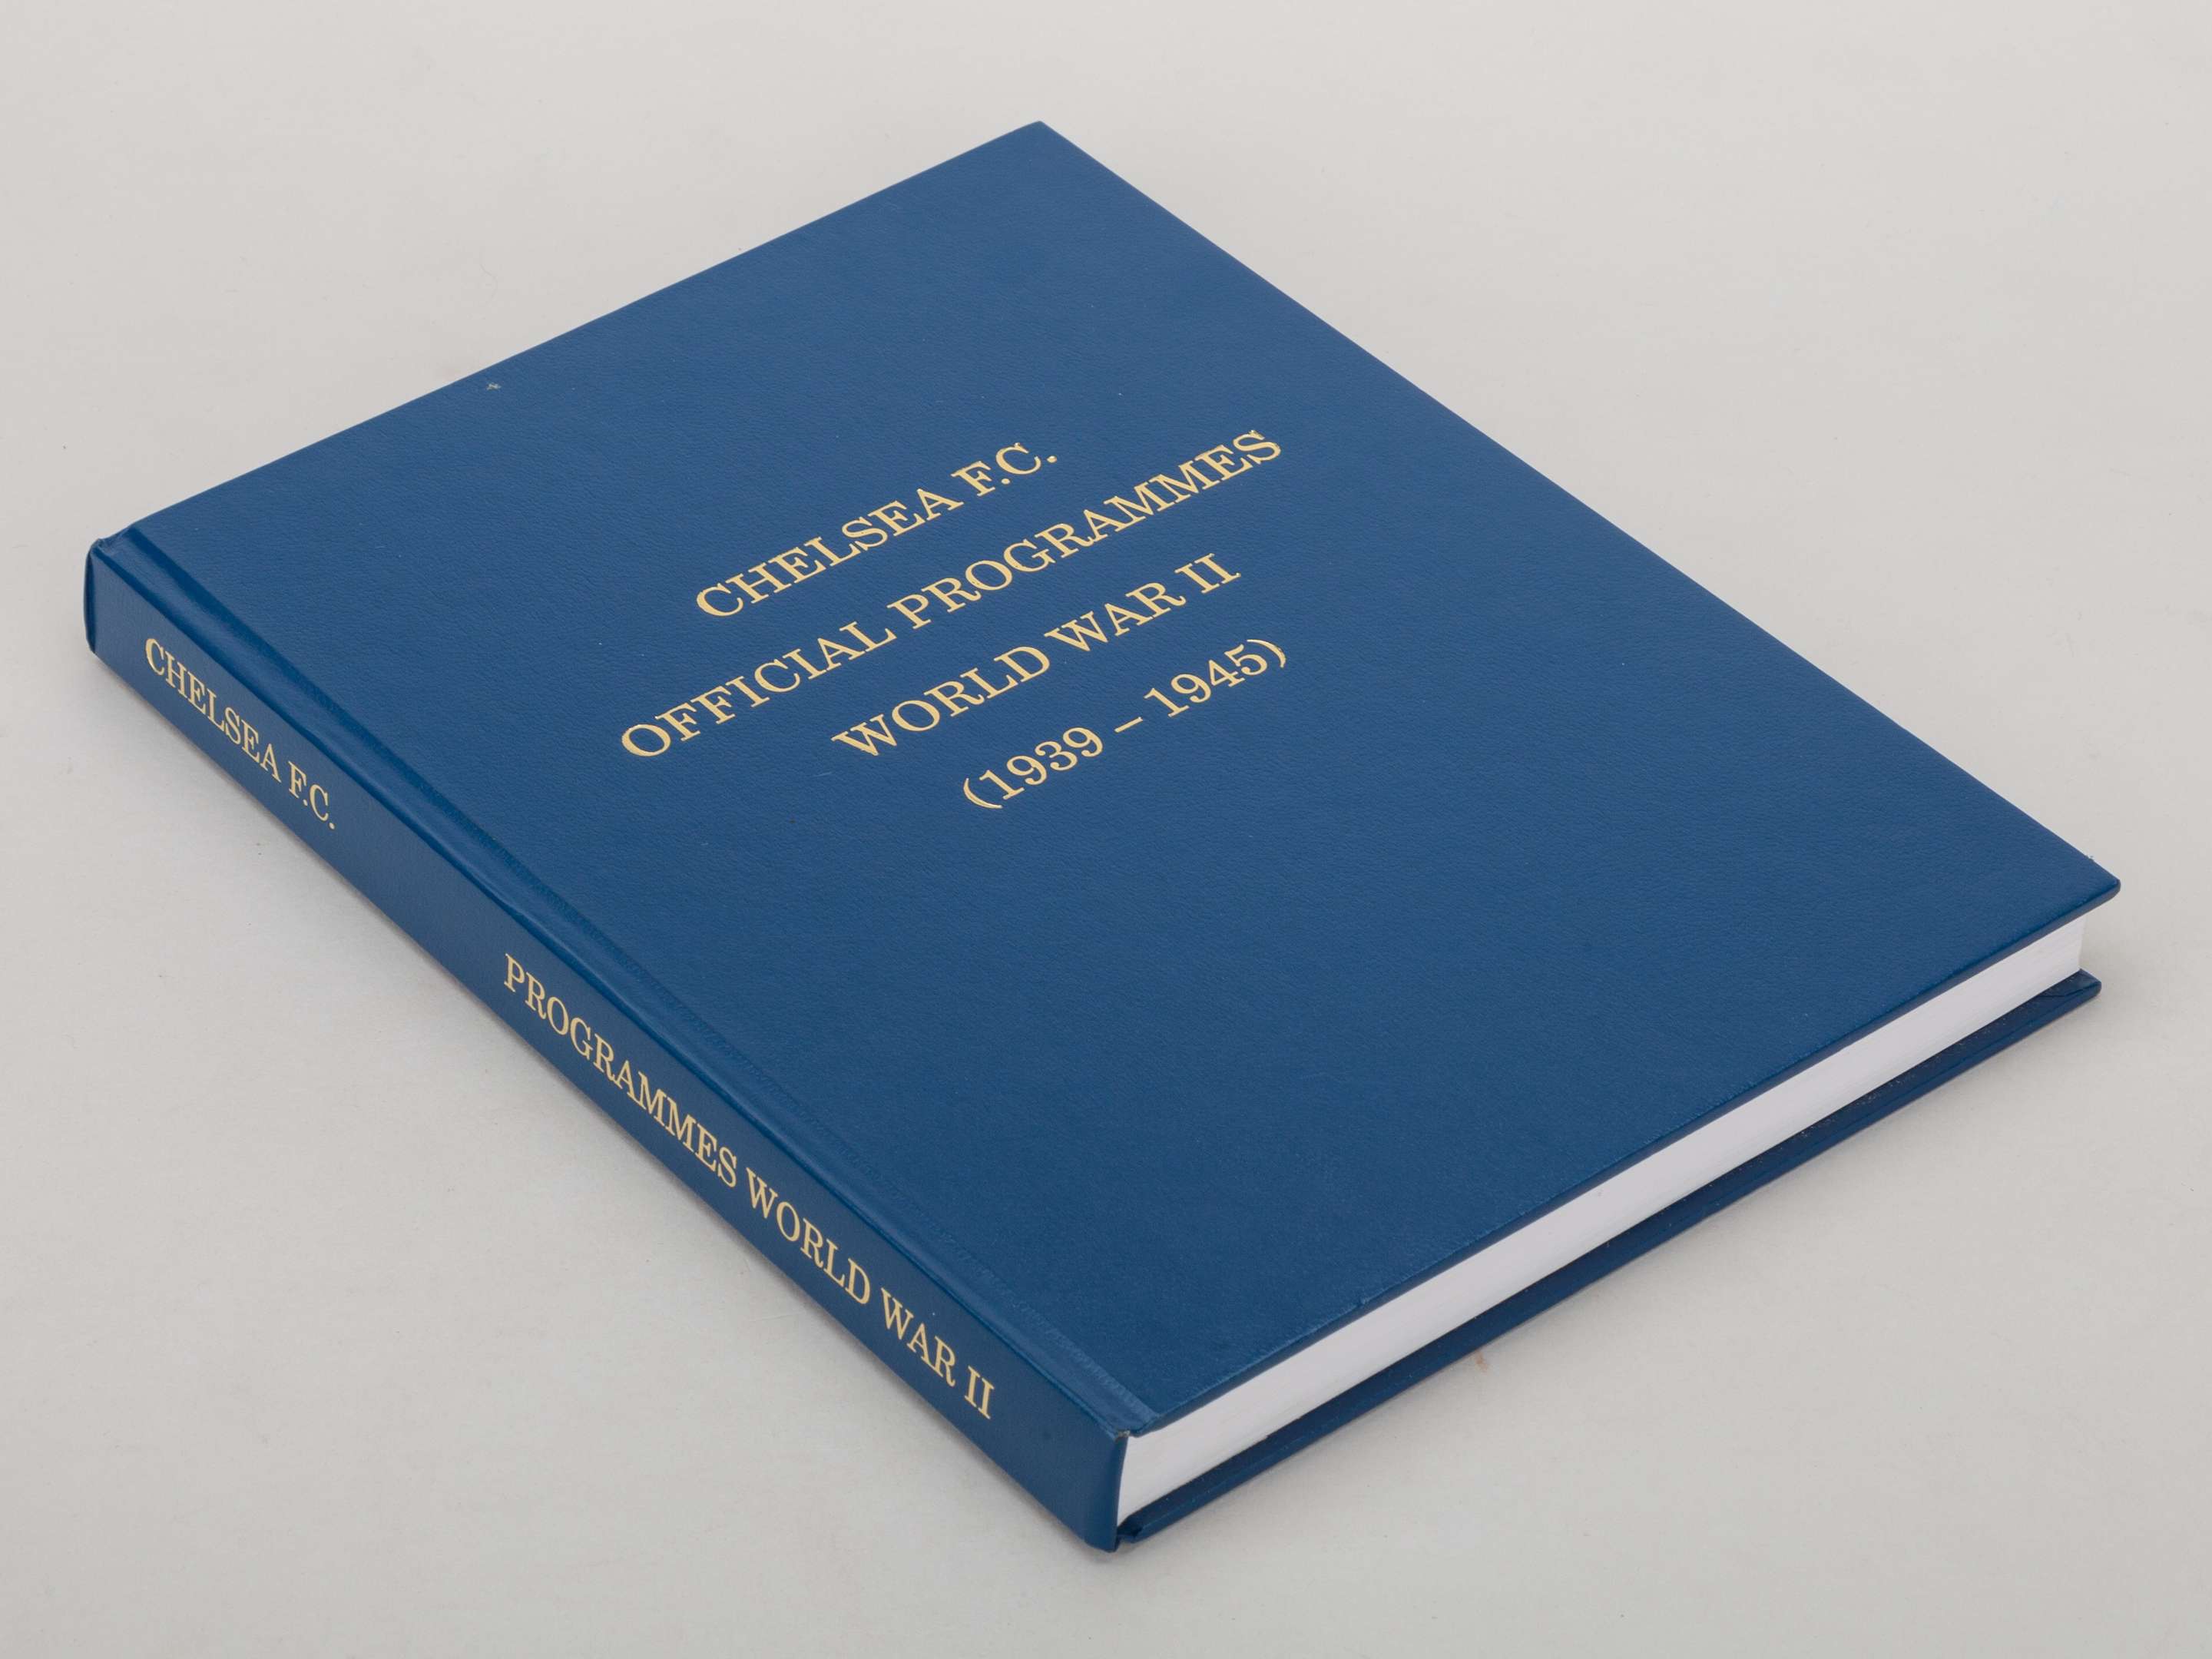 CHELSEA F.C.
OFFICIAL PROGRAMMES
WORLD WAR II
(1939 – 1945)
CHELSEA F.C. PROGRAMMES WORLD WAR II